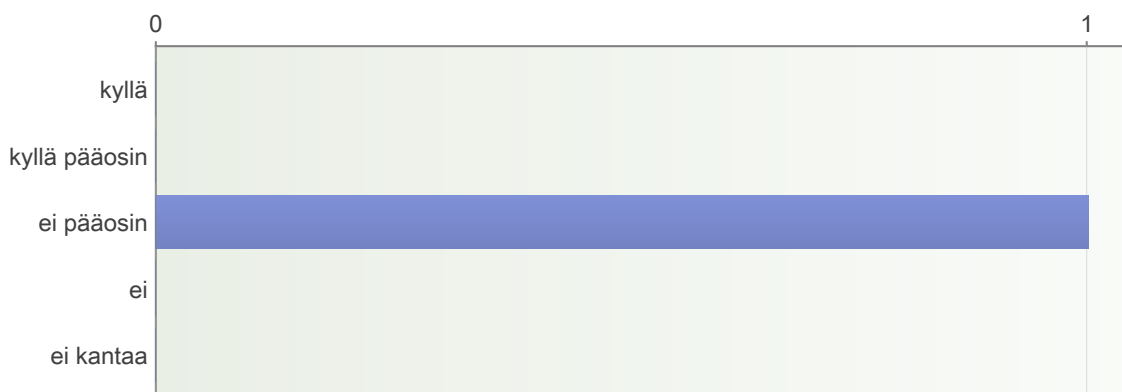 0 1
kyllä
kyllä pääosin
ei pääosin
ei
ei kantaa